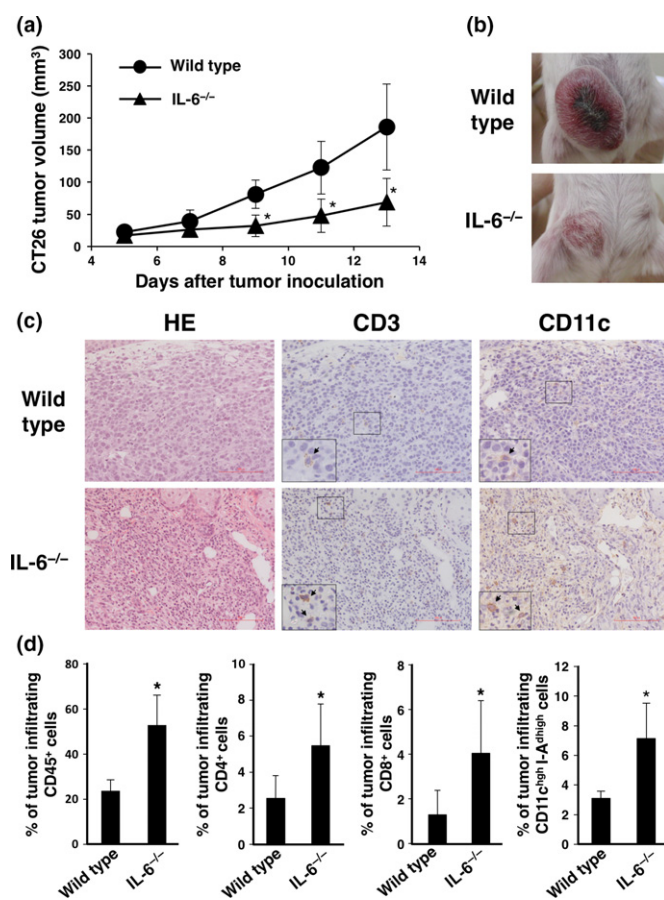 (a)
CT26 tumor volume (mm³)
300
250
200
150
100
50
0
Wild type
IL-6⁻/⁻
*
*
*
4
6
8
10
12
14
Days after tumor inoculation
(b)
Wild
type
IL-6⁻/⁻
(c)
HE
CD3
CD11c
Wild
type
IL-6⁻/⁻
(d)
% of tumor infiltrating
CD45⁺ cells
80
60
40
20
0
*
Wild type
IL-6⁻/⁻
% of tumor infiltrating
CD4⁺ cells
8
6
4
2
0
*
Wild type
IL-6⁻/⁻
% of tumor infiltrating
CD8⁺ cells
8
6
4
2
0
*
Wild type
IL-6⁻/⁻
% of tumor infiltrating
CD11cʰᵍʰ I-Aᵈʰⁱᵍʰ cells
12
10
8
6
4
2
0
*
Wild type
IL-6⁻/⁻